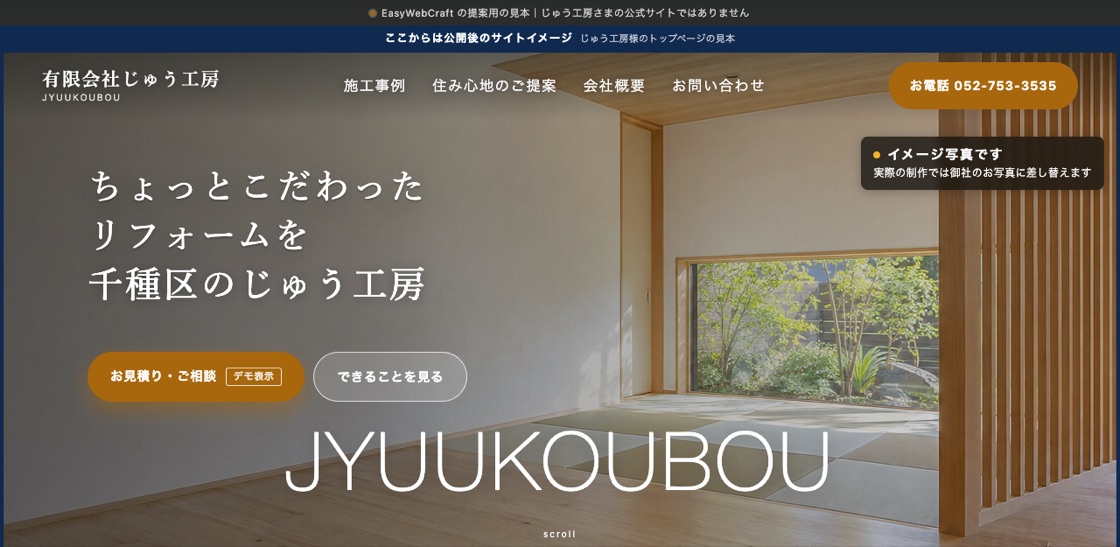 EasyWebCraft の提案用の見本｜じゅう工房さまの公式サイトではありません
ここからは公開後のサイトイメージ じゅう工房様のトップページの見本
有限会社じゅう工房
JYUUKOUBOU
施工事例 住み心地のご提案 会社概要 お問い合わせ
お電話 052-753-3535
イメージ写真です
実際の制作では御社のお写真に差し替えます
ちょっとこだわった
リフォームを
千種区のじゅう工房
お見積り・ご相談 デモ表示
できることを見る
JYUUKOUBOU
scroll